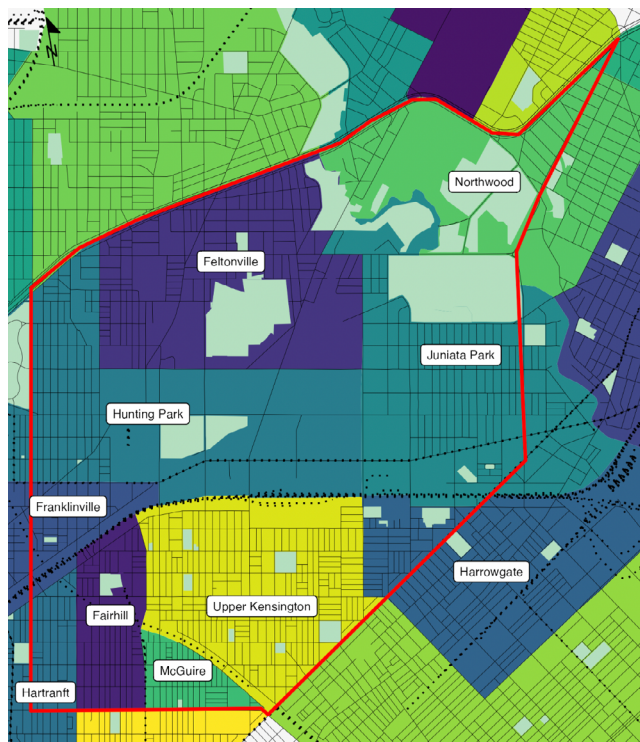 N
Northwood
Feltonville
Juniata Park
Hunting Park
Franklinville
Harrowgate
Upper Kensington
Fairhill
McGuire
Hartranft